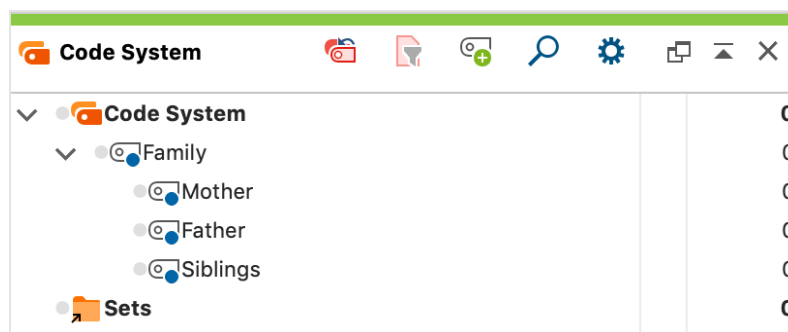 Code System
Code System
Family
Mother
Father
Siblings
Sets